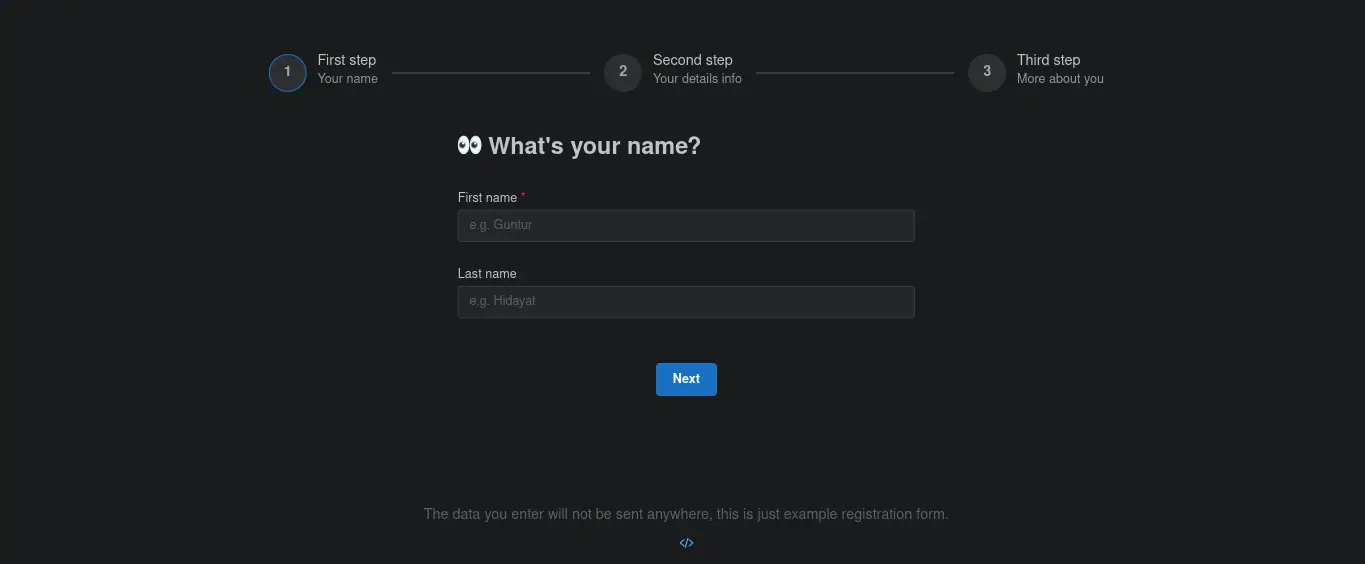 1 First step
Your name
2 Second step
Your details info
3 Third step
More about you
👀 What's your name?
First name *
e.g. Guntur
Last name
e.g. Hidayat
Next
The data you enter will not be sent anywhere, this is just example registration form.
</>